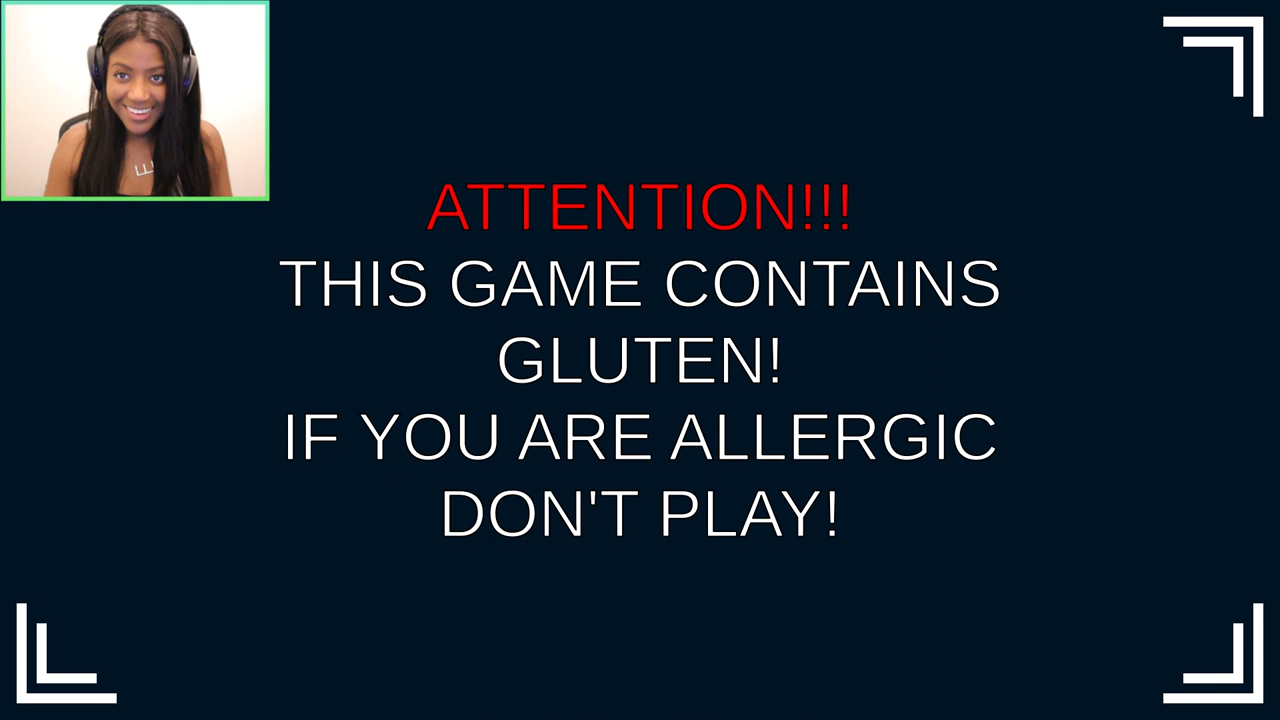 ATTENTION!!!
THIS GAME CONTAINS
GLUTEN!
IF YOU ARE ALLERGIC
DON'T PLAY!